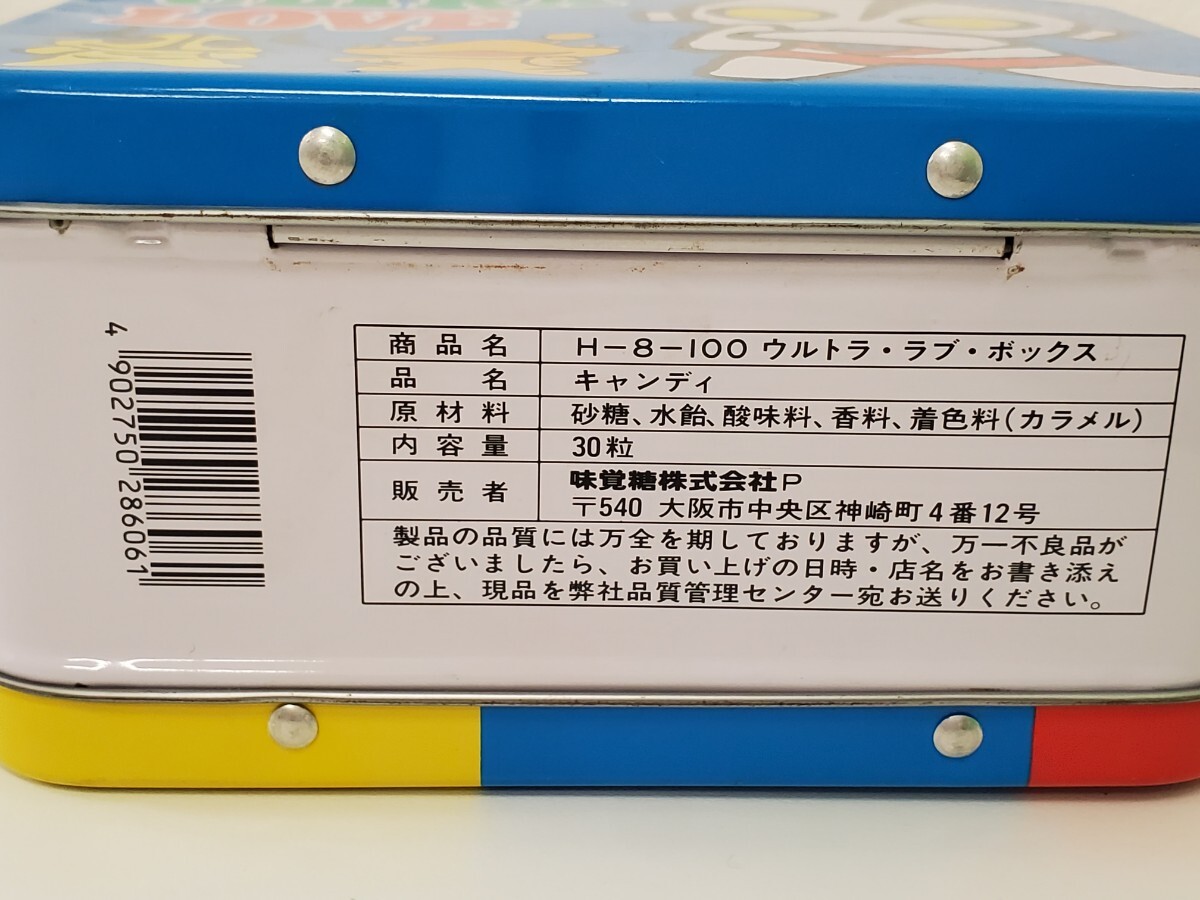 LOVE
商品名 H-8-100 ウルトラ・ラブ・ボックス
品名 キャンディ
原材料 砂糖、水飴、酸味料、香料、着色料(カラメル)
内容量 30粒
販売者 味覚糖株式会社P
〒540 大阪市中央区神崎町4番12号
製品の品質には万全を期しておりますが、万一不良品が
ございましたら、お買い上げの日時・店名をお書き添え
の上、現品を弊社品質管理センター宛お送りください。
4 902750 286061